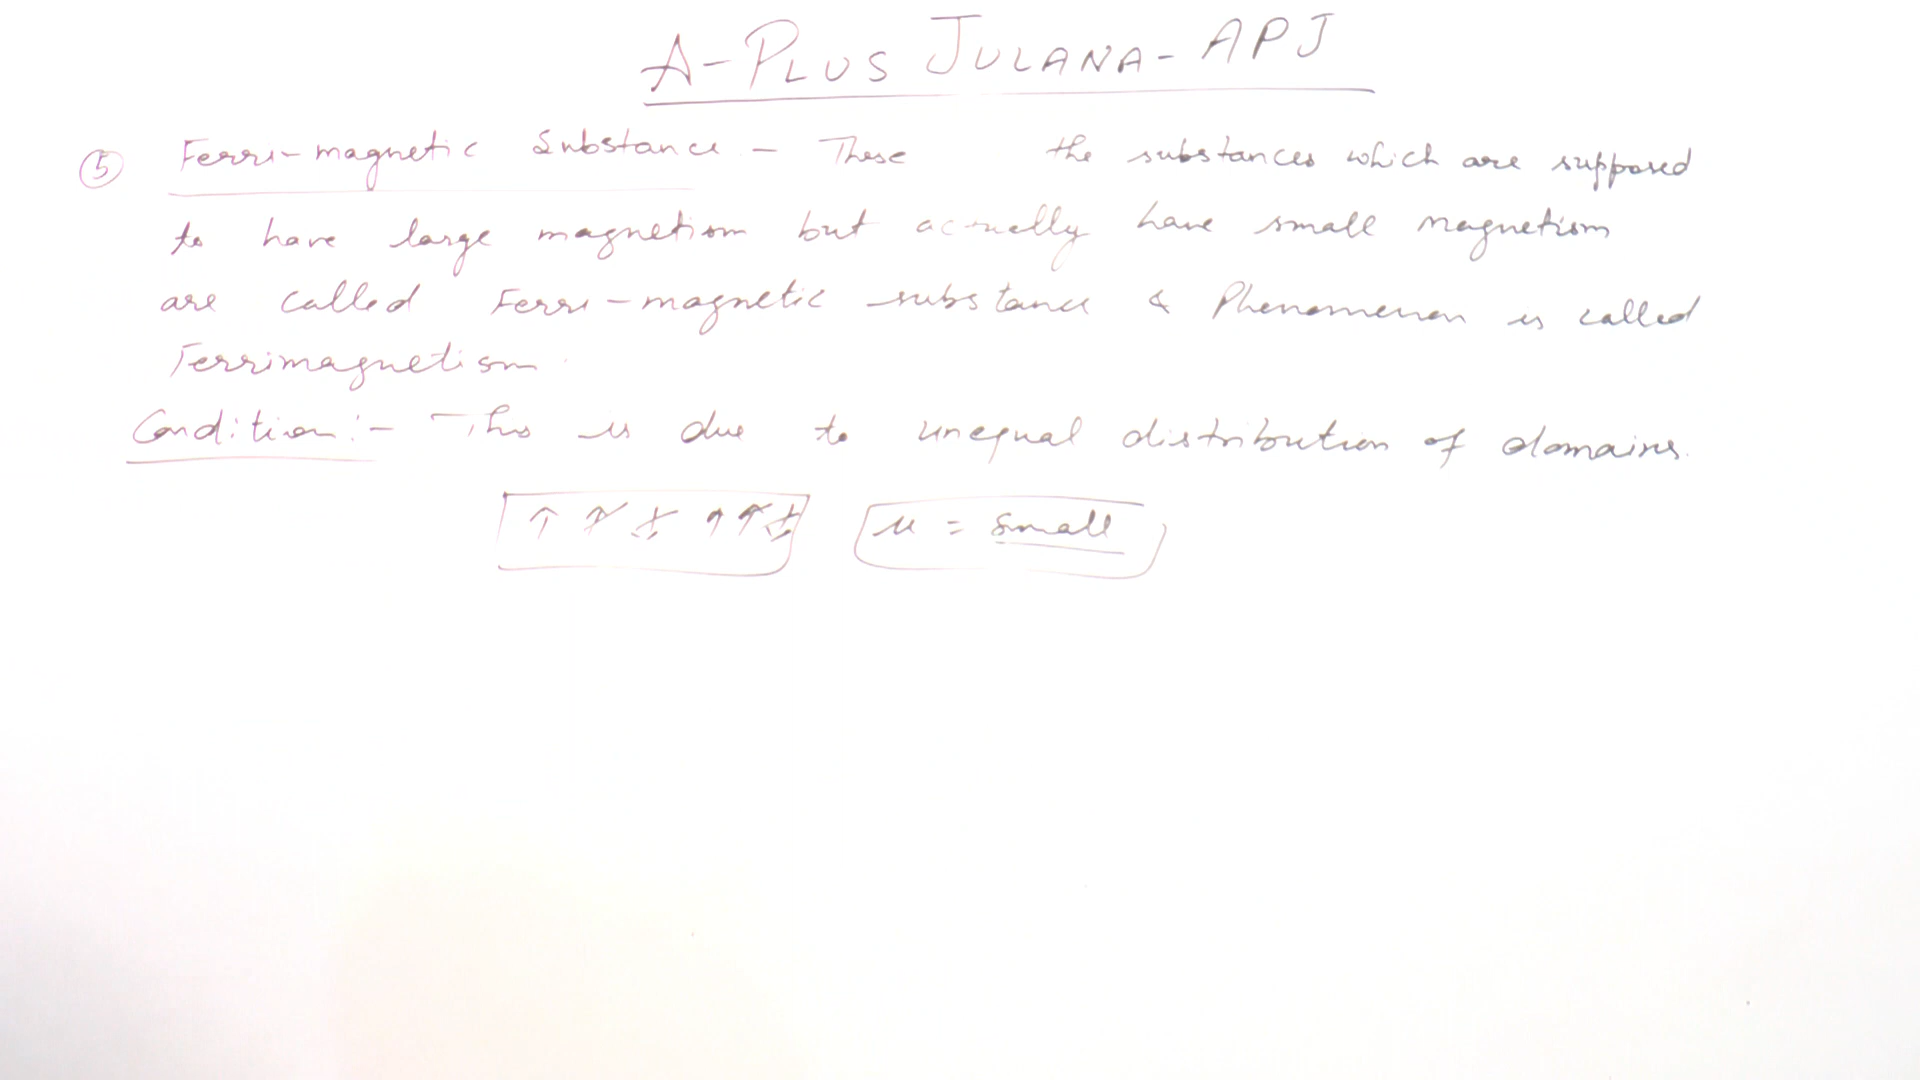 A-PLUS JULANA- APJ
⑤ Ferri-magnetic Substance - These the substances which are supposed
to have large magnetism but actually have small magnetism
are called Ferri-magnetic substance & Phenomenon is called
Ferrimagnetism.
Condition:- This is due to unequal distribution of domains.
↑ ↑ ↓ ↑ ↑ ↓ u = small